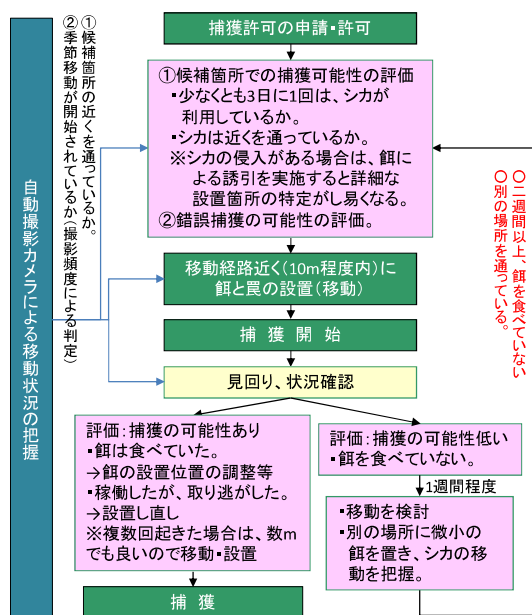 捕獲許可の申請・許可
①候補箇所での捕獲可能性の評価
・少なくとも3日に1回は、シカが
利用しているか。
・シカは近くを通っているか。
※シカの侵入がある場合は、餌に
よる誘引を実施すると詳細な
設置箇所の特定がし易くなる。
②錯誤捕獲の可能性の評価。
①候補箇所の近くを通っているか。
②季節移動が開始されているか(撮影頻度による判定)
自動撮影カメラによる移動状況の把握
〇二週間以上、餌を食べていない
〇別の場所を通っている。
移動経路近く(10m程度内)に
餌と罠の設置(移動)
捕獲開始
見回り、状況確認
評価:捕獲の可能性あり
・餌は食べていた。
→餌の設置位置の調整等
・稼働したが、取り逃がした。
→設置し直し
※複数回起きた場合は、数m
でも良いので移動・設置
評価:捕獲の可能性低い
・餌を食べていない。
1週間程度
・移動を検討
・別の場所に微小の
餌を置き、シカの移
動を把握。
捕獲